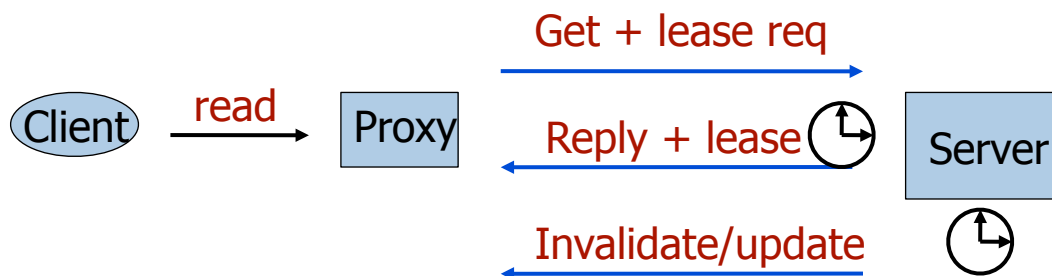 Get + lease req
Client
read
Proxy
Reply + lease
Server
Invalidate/update